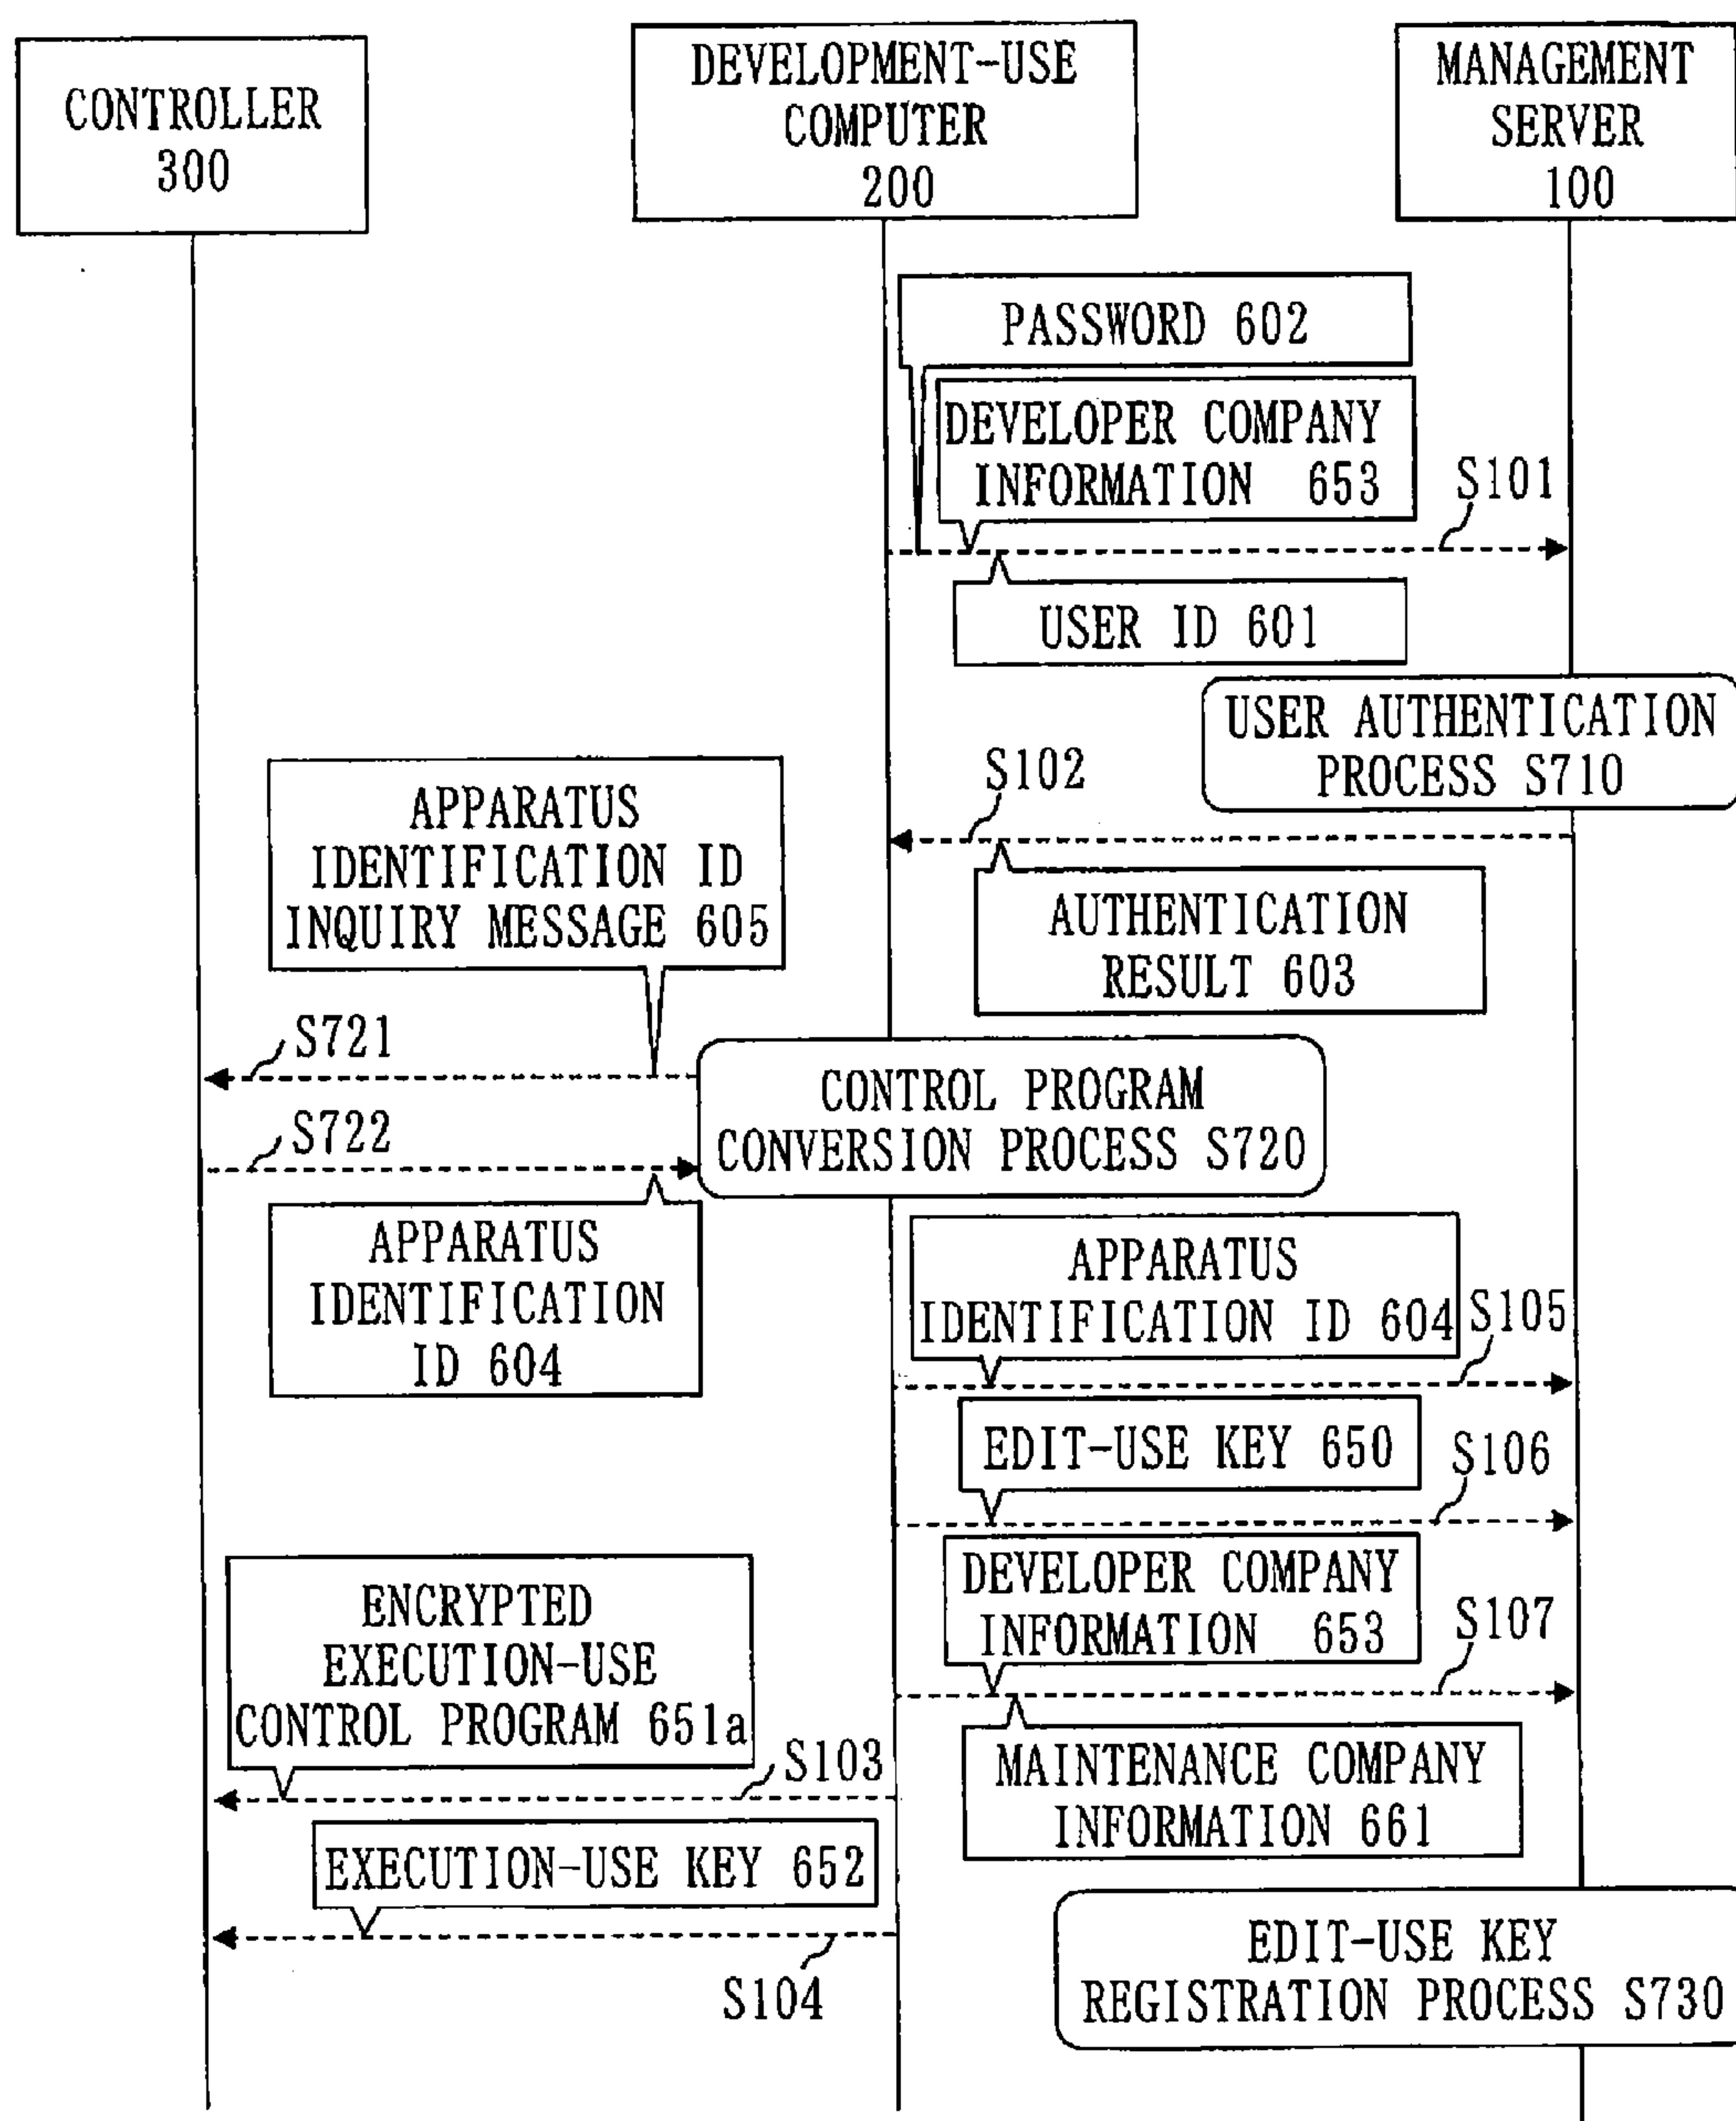 CONTROLLER
300
DEVELOPMENT-USE
COMPUTER
200
MANAGEMENT
SERVER
100
PASSWORD 602
DEVELOPER COMPANY
INFORMATION 653
S101
USER ID 601
USER AUTHENTICATION
PROCESS S710
S102
APPARATUS
IDENTIFICATION ID
INQUIRY MESSAGE 605
AUTHENTICATION
RESULT 603
S721
CONTROL PROGRAM
CONVERSION PROCESS S720
S722
APPARATUS
IDENTIFICATION
ID 604
APPARATUS
IDENTIFICATION ID 604
S105
EDIT-USE KEY 650
S106
DEVELOPER COMPANY
INFORMATION 653
S107
ENCRYPTED
EXECUTION-USE
CONTROL PROGRAM 651a
S103
MAINTENANCE COMPANY
INFORMATION 661
EXECUTION-USE KEY 652
S104
EDIT-USE KEY
REGISTRATION PROCESS S730